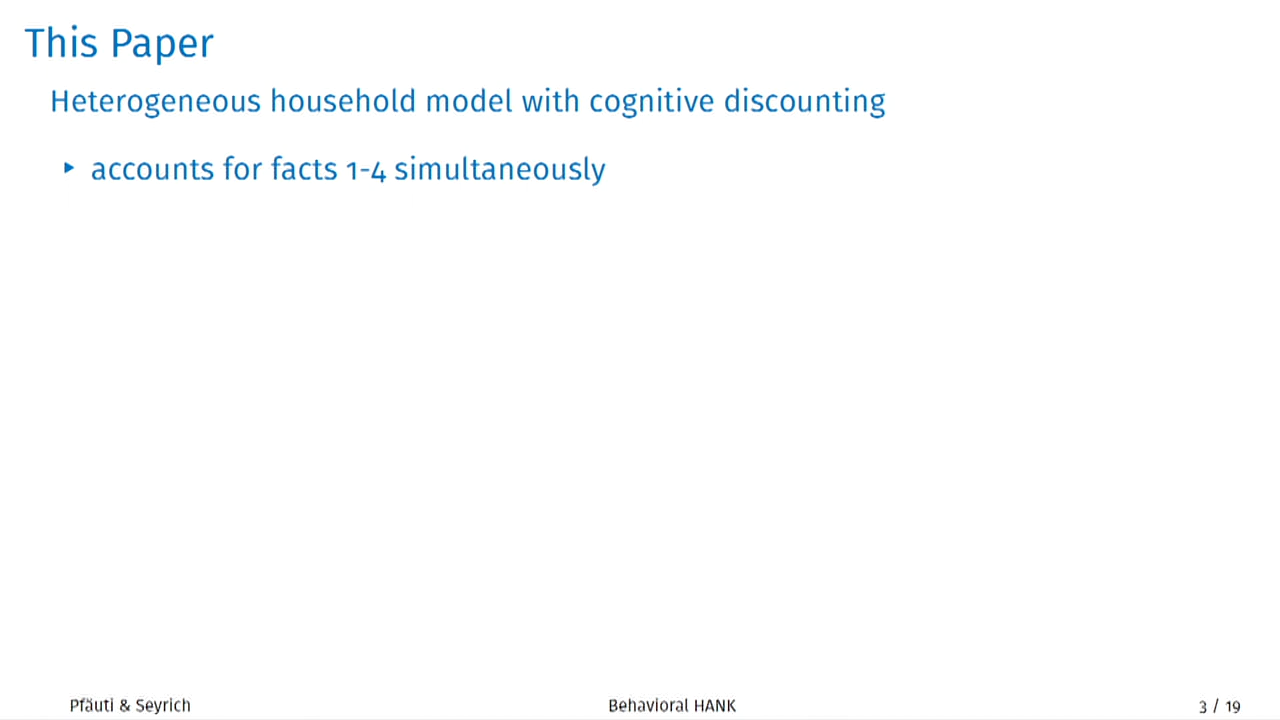 This Paper
Heterogeneous household model with cognitive discounting
▸ accounts for facts 1-4 simultaneously
Pfäuti & Seyrich
Behavioral HANK
3 / 19